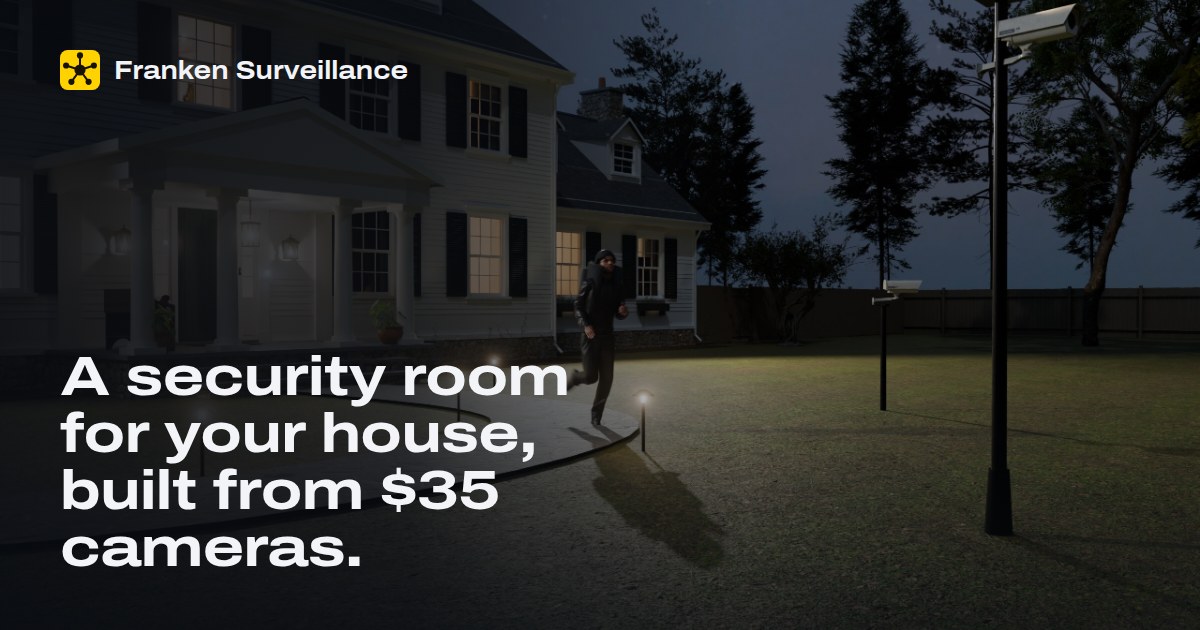 Franken Surveillance
A security room
for your house,
built from $35
cameras.